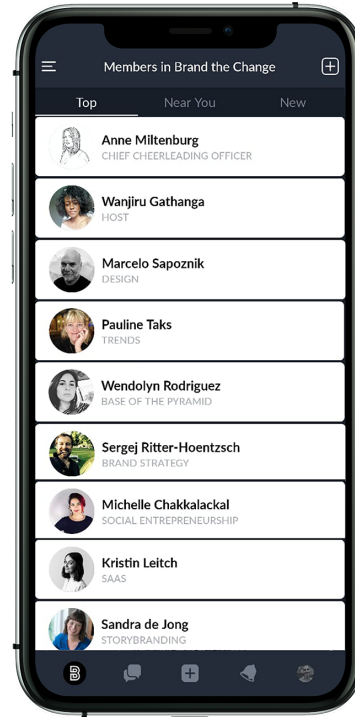 Members in Brand the Change
Top Near You New
Anne Miltenburg
CHIEF CHEERLEADING OFFICER
Wanjiru Gathanga
HOST
Marcelo Sapoznik
DESIGN
Pauline Taks
TRENDS
Wendolyn Rodriguez
BASE OF THE PYRAMID
Sergej Ritter-Hoentzsch
BRAND STRATEGY
Michelle Chakkalackal
SOCIAL ENTREPRENEURSHIP
Kristin Leitch
SAAS
Sandra de Jong
STORYBRANDING